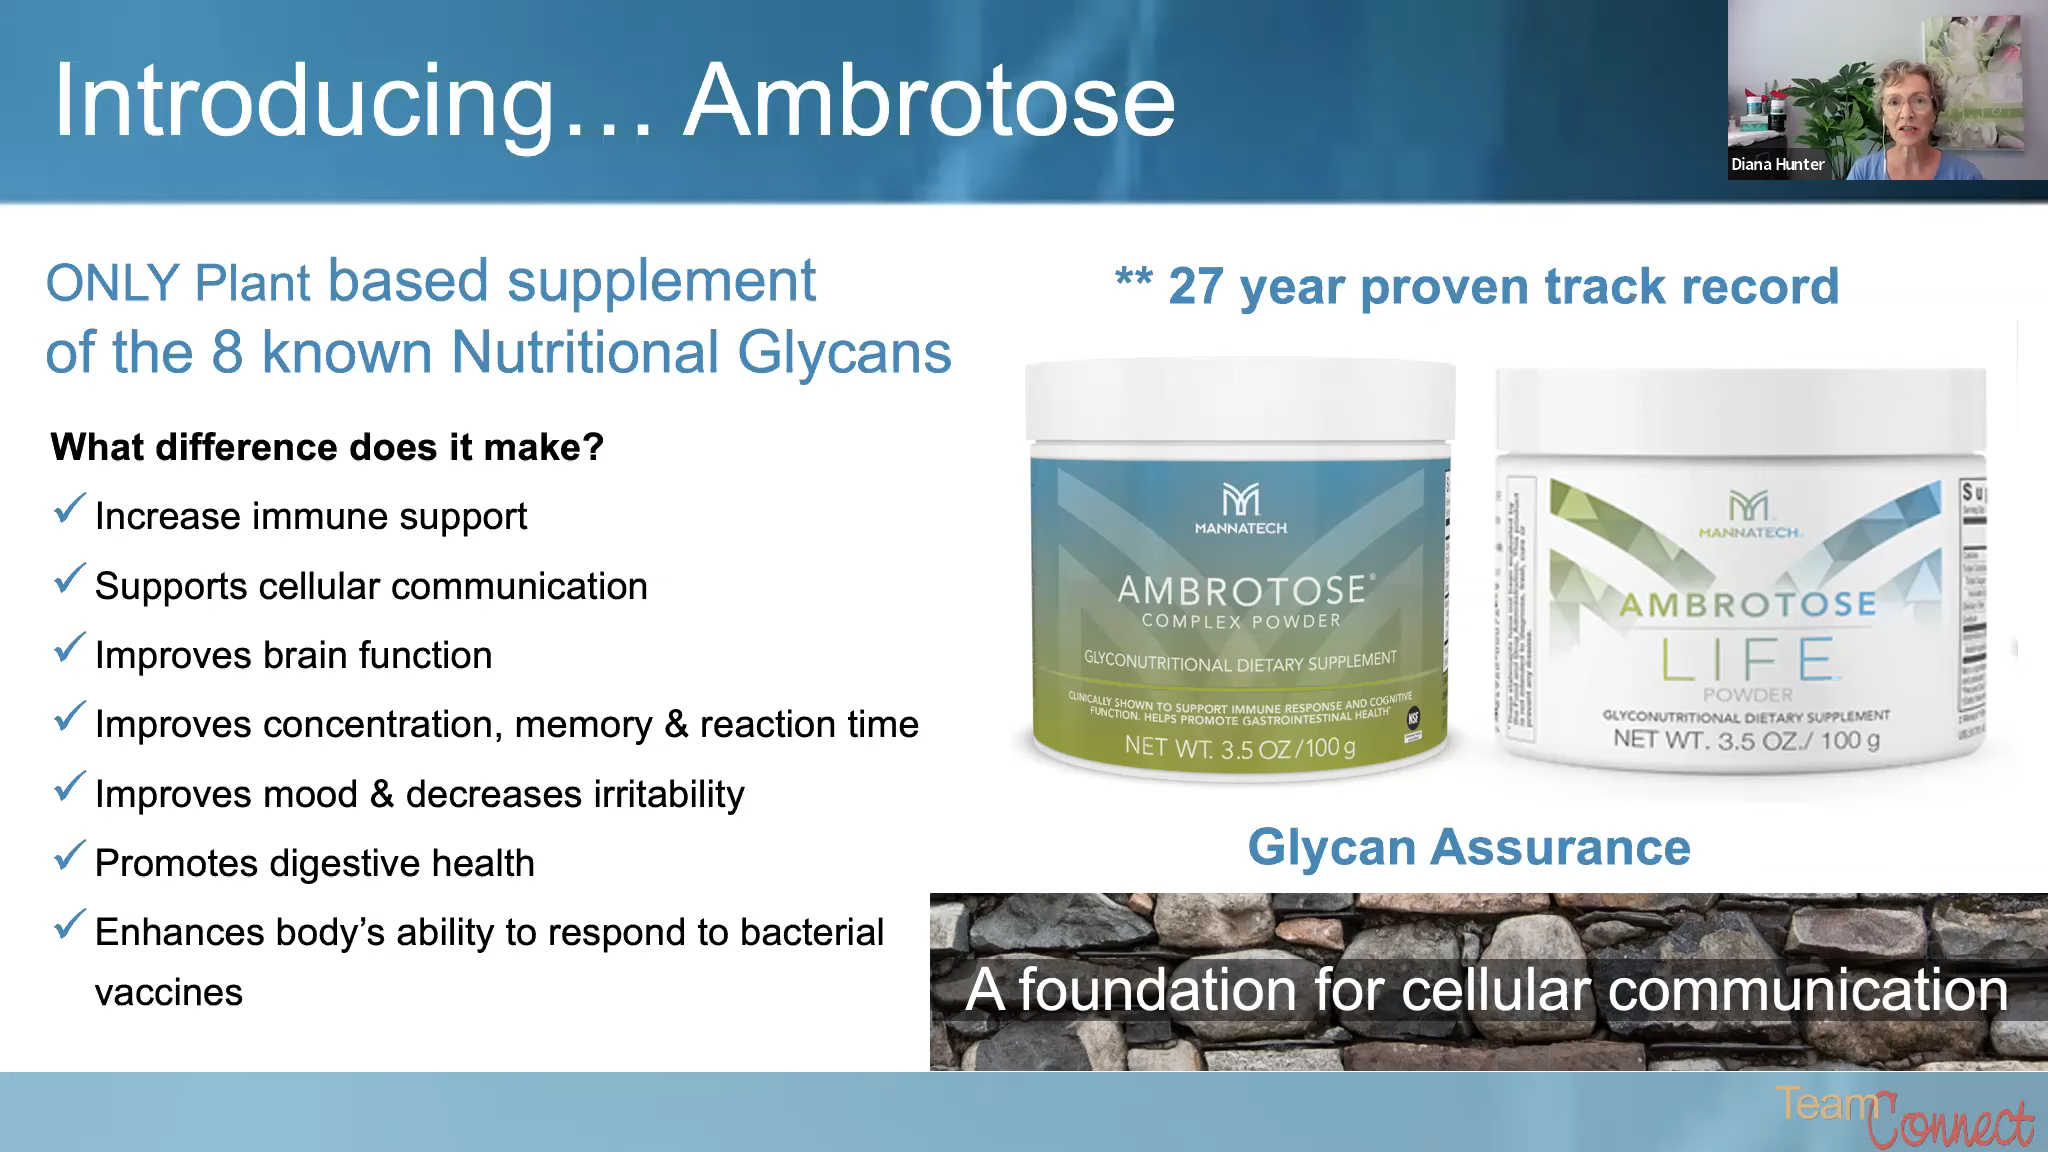 Introducing… Ambrotose
Diana Hunter
ONLY Plant based supplement
of the 8 known Nutritional Glycans
What difference does it make?
✓ Increase immune support
✓ Supports cellular communication
✓ Improves brain function
✓ Improves concentration, memory & reaction time
✓ Improves mood & decreases irritability
✓ Promotes digestive health
✓ Enhances body’s ability to respond to bacterial
vaccines
** 27 year proven track record
MANNATECH
AMBROTOSE®
COMPLEX POWDER
GLYCONUTRITIONAL DIETARY SUPPLEMENT
CLINICALLY SHOWN TO SUPPORT IMMUNE RESPONSE AND COGNITIVE
FUNCTION. HELPS PROMOTE GASTROINTESTINAL HEALTH*
NSF
NET WT. 3.5 OZ/100 g
MANNATECH
AMBROTOSE
LIFE
POWDER
GLYCONUTRITIONAL DIETARY SUPPLEMENT
NET WT. 3.5 OZ./ 100 g
Glycan Assurance
A foundation for cellular communication
Team
Connect